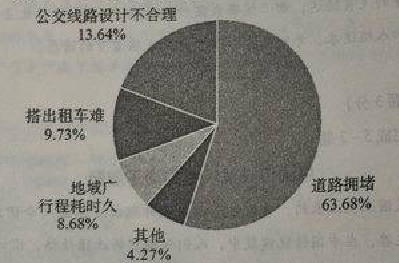 公交线路设计不合理
13.64%
搭出租车难
9.73%
地域广
行程耗时久
8.68%
其他
4.27%
道路拥堵
63.68%